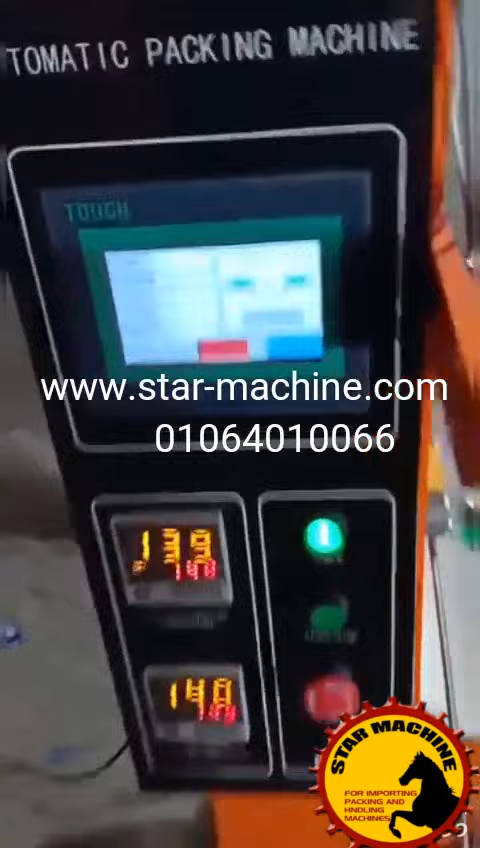 TOMATIC PACKING MACHINE
TOUCH
www.star-machine.com
01064010066
139
140
140
140
STAR MACHINE
FOR IMPORTING
PACKING AND
HNDLING
MACHINES